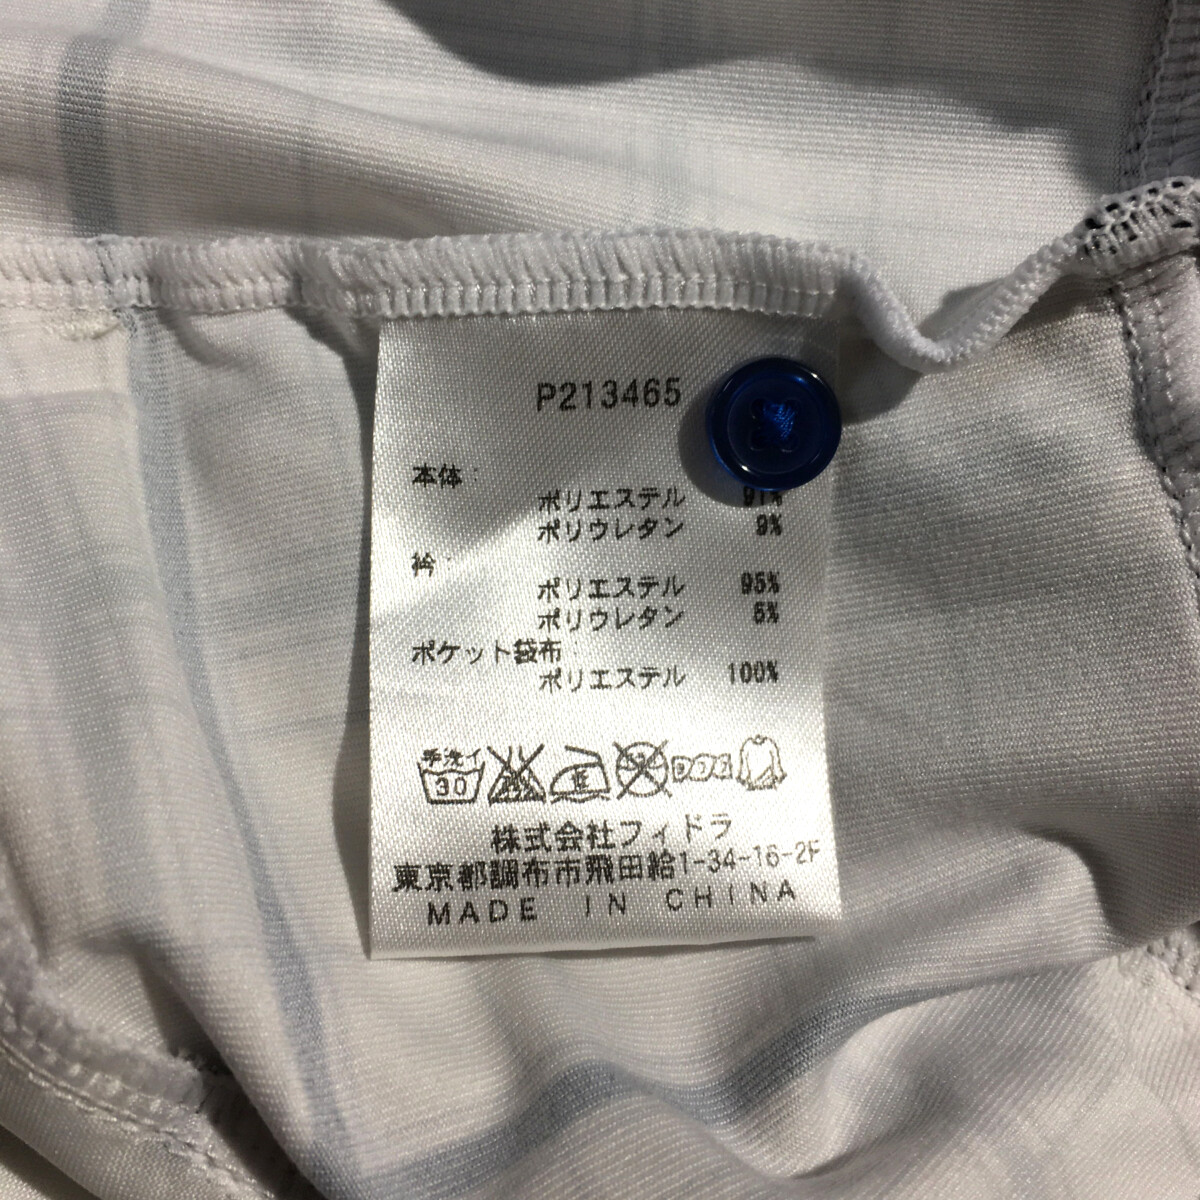 P213465
本体:
ポリエステル 91%
ポリウレタン 9%
衿:
ポリエステル 95%
ポリウレタン 5%
ポケット袋布:
ポリエステル 100%
手洗イ
30
株式会社フィドラ
東京都調布市飛田給1-34-16-2F
MADE IN CHINA